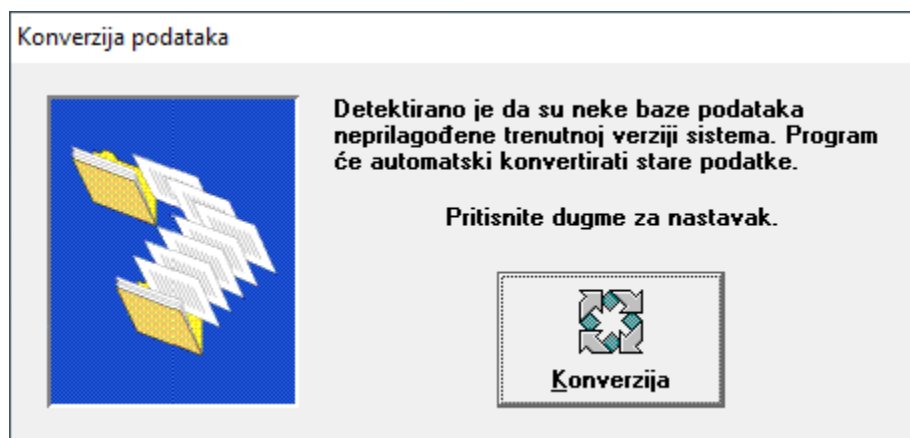 Konverzija podataka
Detektirano je da su neke baze podataka
neprilagođene trenutnoj verziji sistema. Program
će automatski konvertirati stare podatke.
Pritisnite dugme za nastavak.
Konverzija